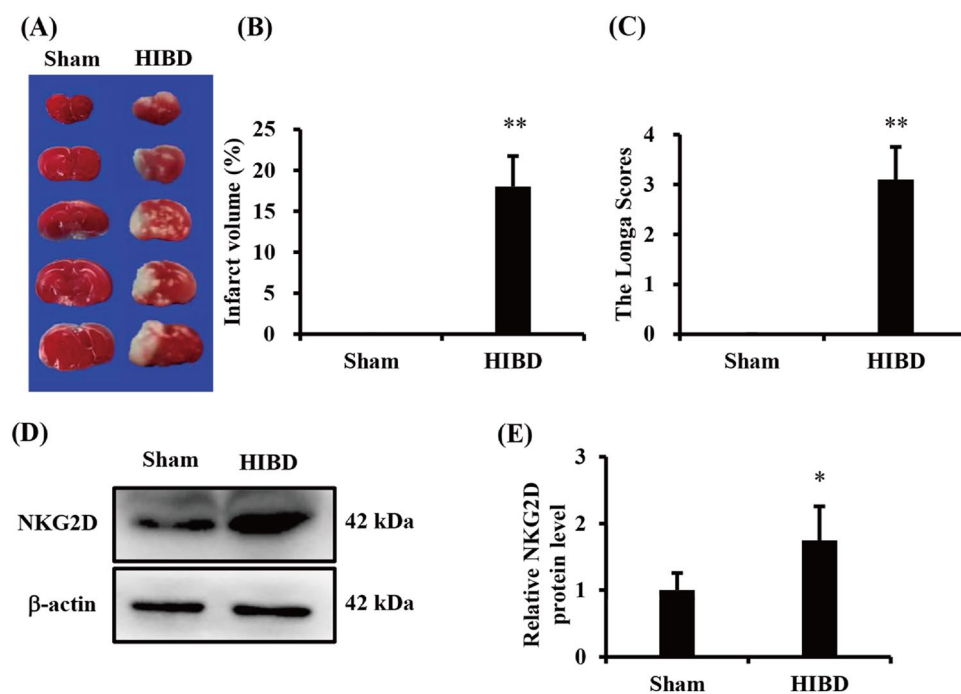 (A)
Sham HIBD
(B)
Infarct volume (%)
25
20
15
10
5
0
**
Sham HIBD
(C)
The Longa Scores
4
3
2
1
0
**
Sham HIBD
(D)
Sham HIBD
NKG2D 42 kDa
β-actin 42 kDa
(E)
Relative NKG2D
protein level
3
2
1
0
*
Sham HIBD